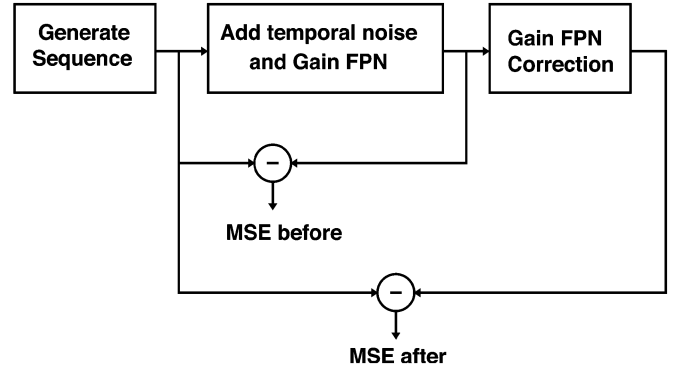 Generate
Sequence
Add temporal noise
and Gain FPN
Gain FPN
Correction
−
MSE before
−
MSE after